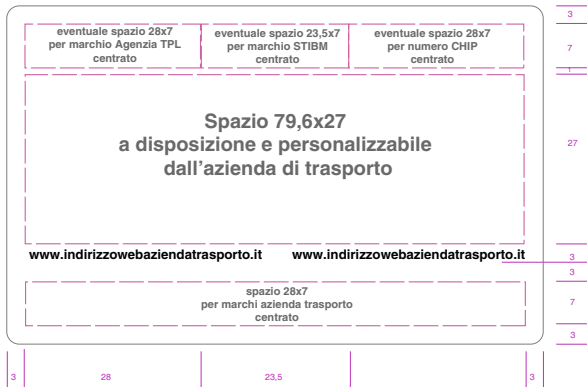 eventuale spazio 28x7
per marchio Agenzia TPL
centrato
eventuale spazio 23,5x7
per marchio STIBM
centrato
eventuale spazio 28x7
per numero CHIP
centrato
Spazio 79,6x27
a disposizione e personalizzabile
dall'azienda di trasporto
www.indirizzowebaziendatrasporto.it www.indirizzowebaziendatrasporto.it
spazio 28x7
per marchi azienda trasporto
centrato
3
7
1
27
3
3
7
3
3 28 23,5 3